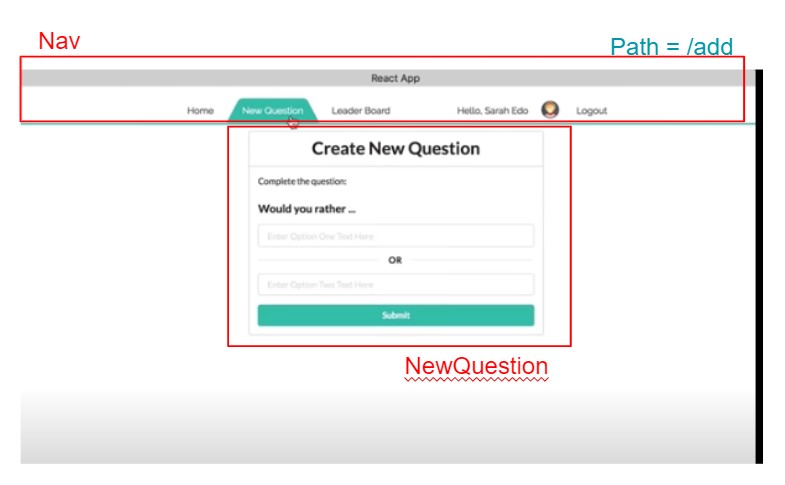 Nav
Path = /add
React App
Home New Question Leader Board Hello, Sarah Edo Logout
Create New Question
Complete the question:
Would you rather ...
Enter Option One Text Here
OR
Enter Option Two Text Here
Submit
NewQuestion